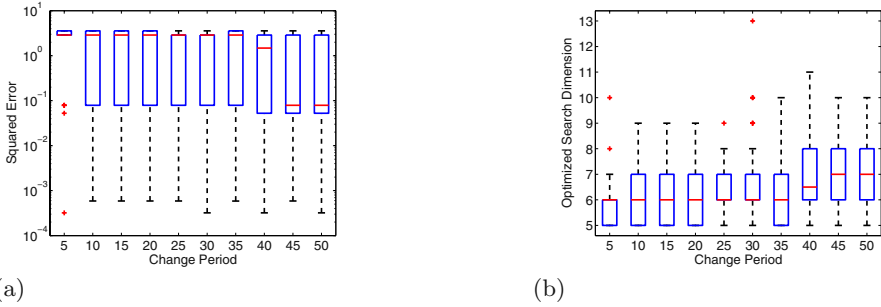 10^1
10^0
10^-1
10^-2
10^-3
10^-4
Squared Error
5 10 15 20 25 30 35 40 45 50
Change Period
(a)
13
12
11
10
9
8
7
6
5
Optimized Search Dimension
5 10 15 20 25 30 35 40 45 50
Change Period
(b)